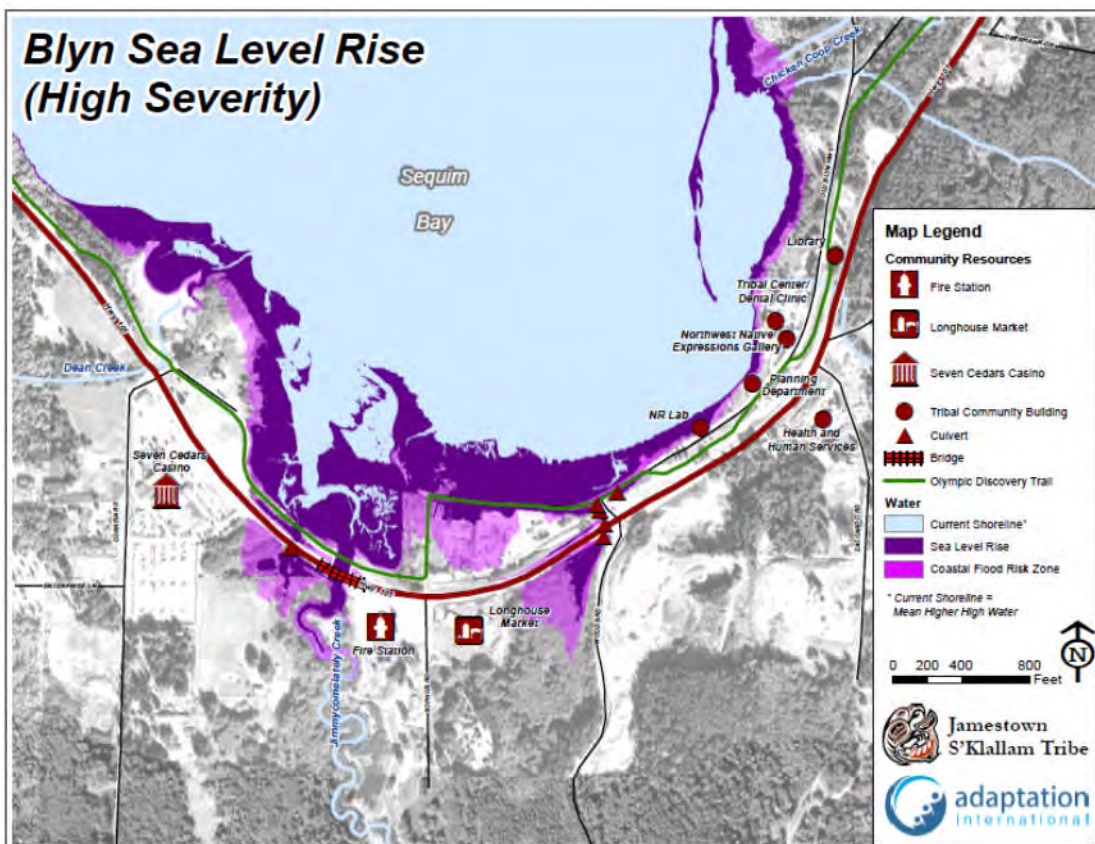 Blyn Sea Level Rise
(High Severity)
Chicken Coop Creek
Sequim
Bay
Library
Tribal Center/
Dental Clinic
Northwest Native
Expressions Gallery
Planning
Department
NR Lab
Health and
Human Services
Dean Creek
Seven Cedars
Casino
Longhouse
Market
Fire Station
Jimmycomelately Creek
Map Legend
Community Resources
Fire Station
Longhouse Market
Seven Cedars Casino
Tribal Community Building
Culvert
Bridge
Olympic Discovery Trail
Water
Current Shoreline*
Sea Level Rise
Coastal Flood Risk Zone
* Current Shoreline =
Mean Higher High Water
N
0 200 400 800
Feet
Jamestown
S'Klallam Tribe
adaptation
international